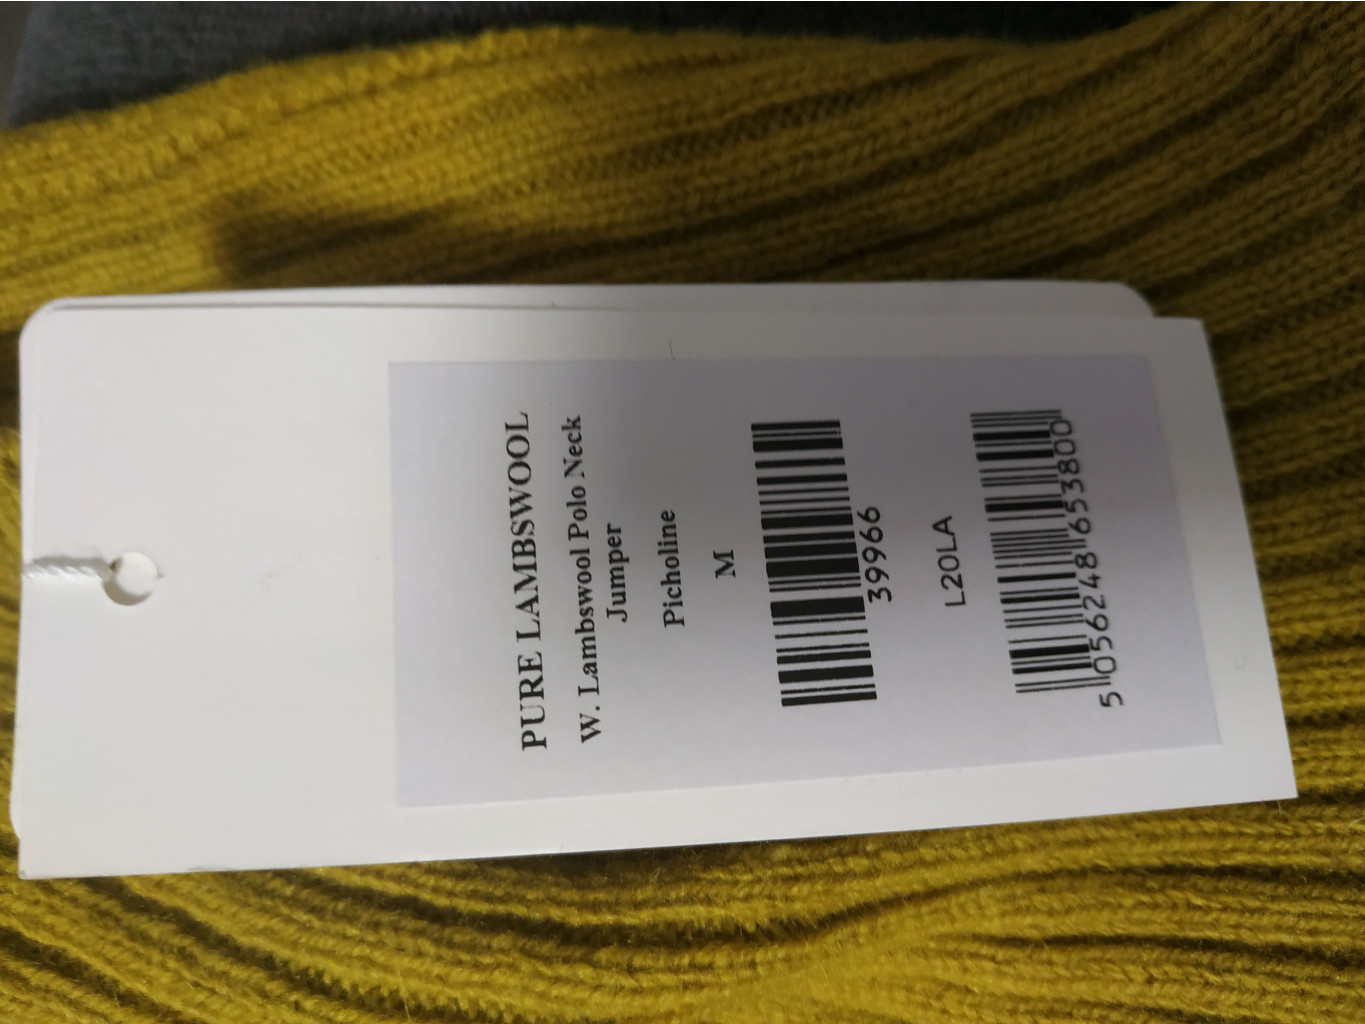 PURE LAMBSWOOL
W. Lambswool Polo Neck
Jumper
Picholine
M
39966
L20LA
5 056248 653800